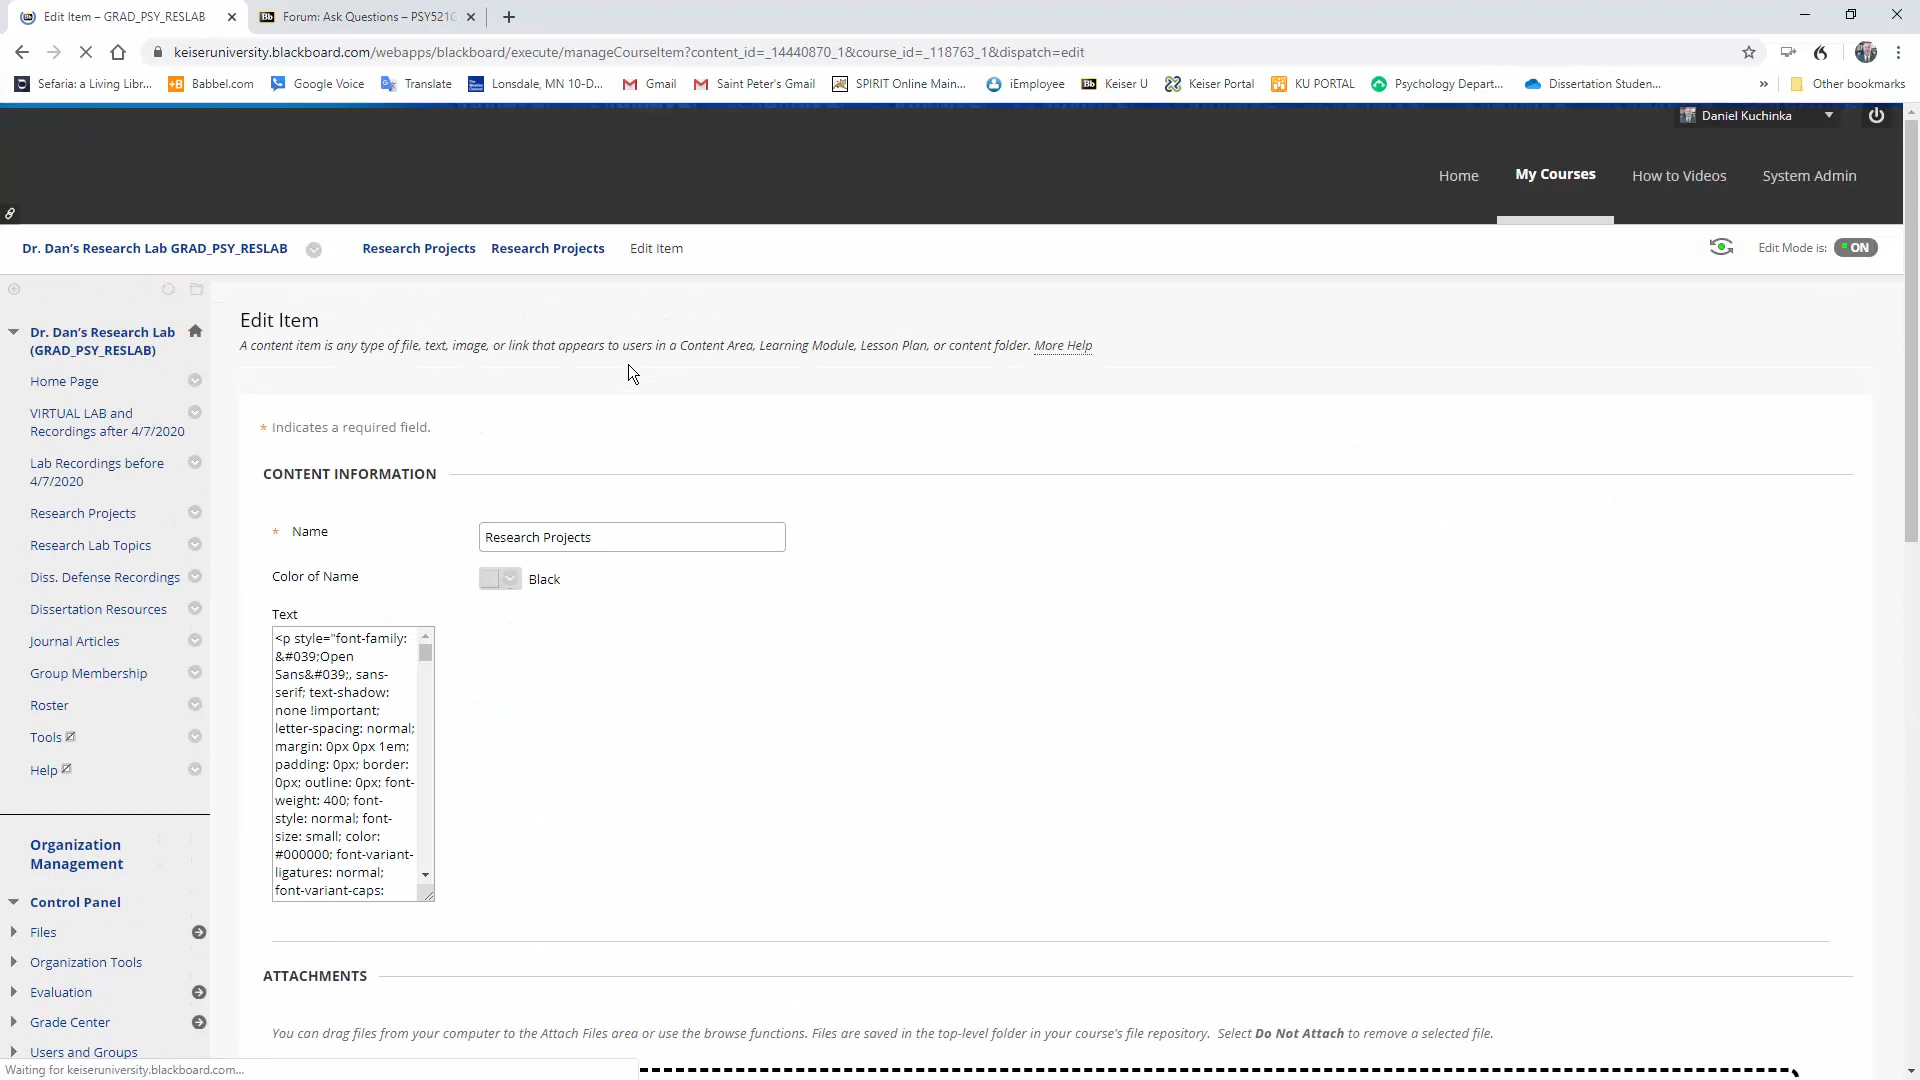 Edit Item – GRAD_PSY_RESLAB
Forum: Ask Questions – PSY521G
keiseruniversity.blackboard.com/webapps/blackboard/execute/manageCourseItem?content_id=_14440870_1&course_id=_118763_1&dispatch=edit
Sefaria: a Living Libr...
Babbel.com
Google Voice
Translate
Lonsdale, MN 10-D...
Gmail
Saint Peter's Gmail
SPIRIT Online Main...
iEmployee
Keiser U
Keiser Portal
KU PORTAL
Psychology Depart...
Dissertation Studen...
»
Other bookmarks
Daniel Kuchinka
Home
My Courses
How to Videos
System Admin
Dr. Dan’s Research Lab GRAD_PSY_RESLAB
Research Projects
Research Projects
Edit Item
Edit Mode is:
ON
Dr. Dan’s Research Lab
(GRAD_PSY_RESLAB)
Home Page
VIRTUAL LAB and
Recordings after 4/7/2020
Lab Recordings before
4/7/2020
Research Projects
Research Lab Topics
Diss. Defense Recordings
Dissertation Resources
Journal Articles
Group Membership
Roster
Tools
Help
Organization
Management
Control Panel
Files
Organization Tools
Evaluation
Grade Center
Users and Groups
Edit Item
A content item is any type of file, text, image, or link that appears to users in a Content Area, Learning Module, Lesson Plan, or content folder. More Help
* Indicates a required field.
CONTENT INFORMATION
* Name
Research Projects
Color of Name
Black
Text
<p style="font-family:
&#039;Open
Sans&#039;, sans-
serif; text-shadow:
none !important;
letter-spacing: normal;
margin: 0px 0px 1em;
padding: 0px; border:
0px; outline: 0px; font-
weight: 400; font-
style: normal; font-
size: small; color:
#000000; font-variant-
ligatures: normal;
font-variant-caps:
ATTACHMENTS
You can drag files from your computer to the Attach Files area or use the browse functions. Files are saved in the top-level folder in your course's file repository. Select Do Not Attach to remove a selected file.
Waiting for keiseruniversity.blackboard.com...